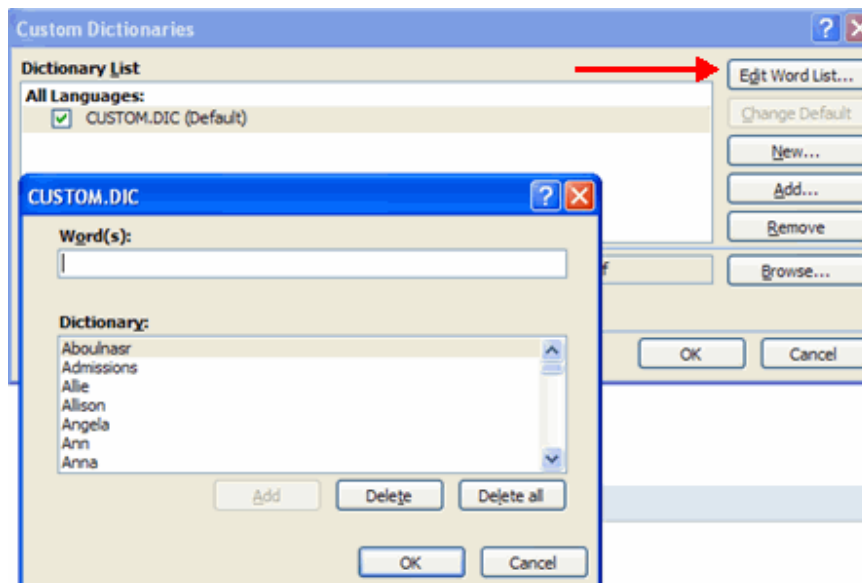 Custom Dictionaries
Dictionary List
Edit Word List...
All Languages:
CUSTOM.DIC (Default)
Change Default
New...
Add...
Remove
f
Browse...
OK
Cancel
CUSTOM.DIC
Word(s):
Dictionary:
Aboulnasr
Admissions
Allie
Allison
Angela
Ann
Anna
Add
Delete
Delete all
OK
Cancel